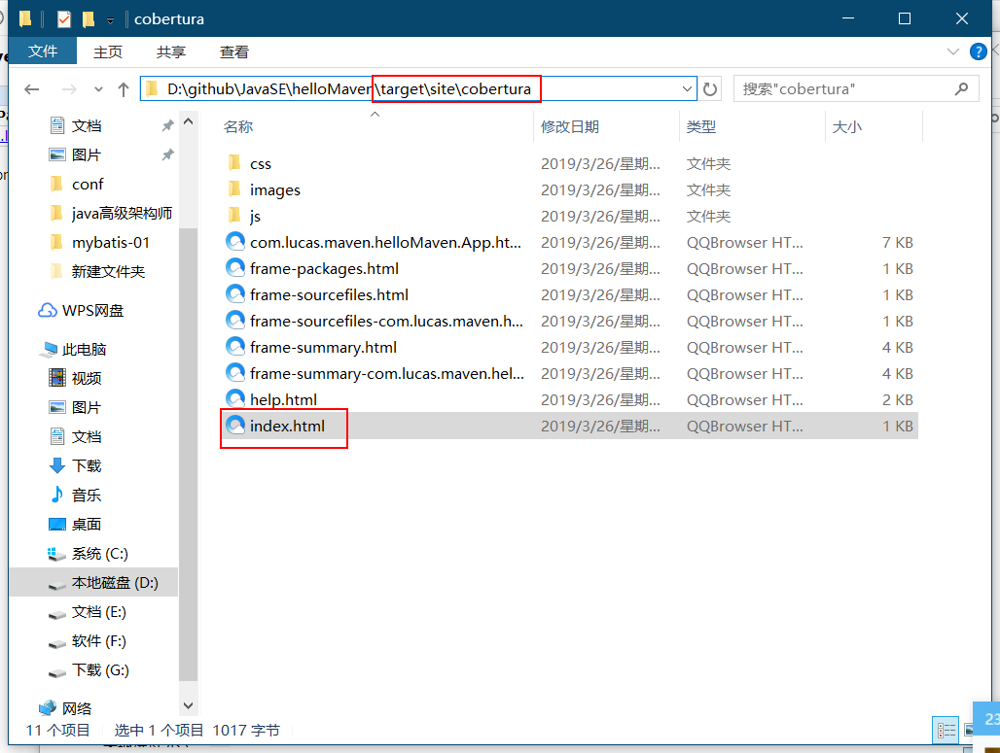 cobertura
文件 主页 共享 查看
D:\github\JavaSE\helloMaven\target\site\cobertura
搜索"cobertura"
文档
图片
conf
java高级架构师
mybatis-01
新建文件夹
WPS网盘
此电脑
视频
图片
文档
下载
音乐
桌面
系统 (C:)
本地磁盘 (D:)
文档 (E:)
软件 (F:)
下载 (G:)
网络
名称 修改日期 类型 大小
css 2019/3/26/星期... 文件夹
images 2019/3/26/星期... 文件夹
js 2019/3/26/星期... 文件夹
com.lucas.maven.helloMaven.App.ht... 2019/3/26/星期... QQBrowser HT... 7 KB
frame-packages.html 2019/3/26/星期... QQBrowser HT... 1 KB
frame-sourcefiles.html 2019/3/26/星期... QQBrowser HT... 1 KB
frame-sourcefiles-com.lucas.maven.h... 2019/3/26/星期... QQBrowser HT... 1 KB
frame-summary.html 2019/3/26/星期... QQBrowser HT... 4 KB
frame-summary-com.lucas.maven.hel... 2019/3/26/星期... QQBrowser HT... 4 KB
help.html 2019/3/26/星期... QQBrowser HT... 2 KB
index.html 2019/3/26/星期... QQBrowser HT... 1 KB
11 个项目 选中 1 个项目 1017 字节
23